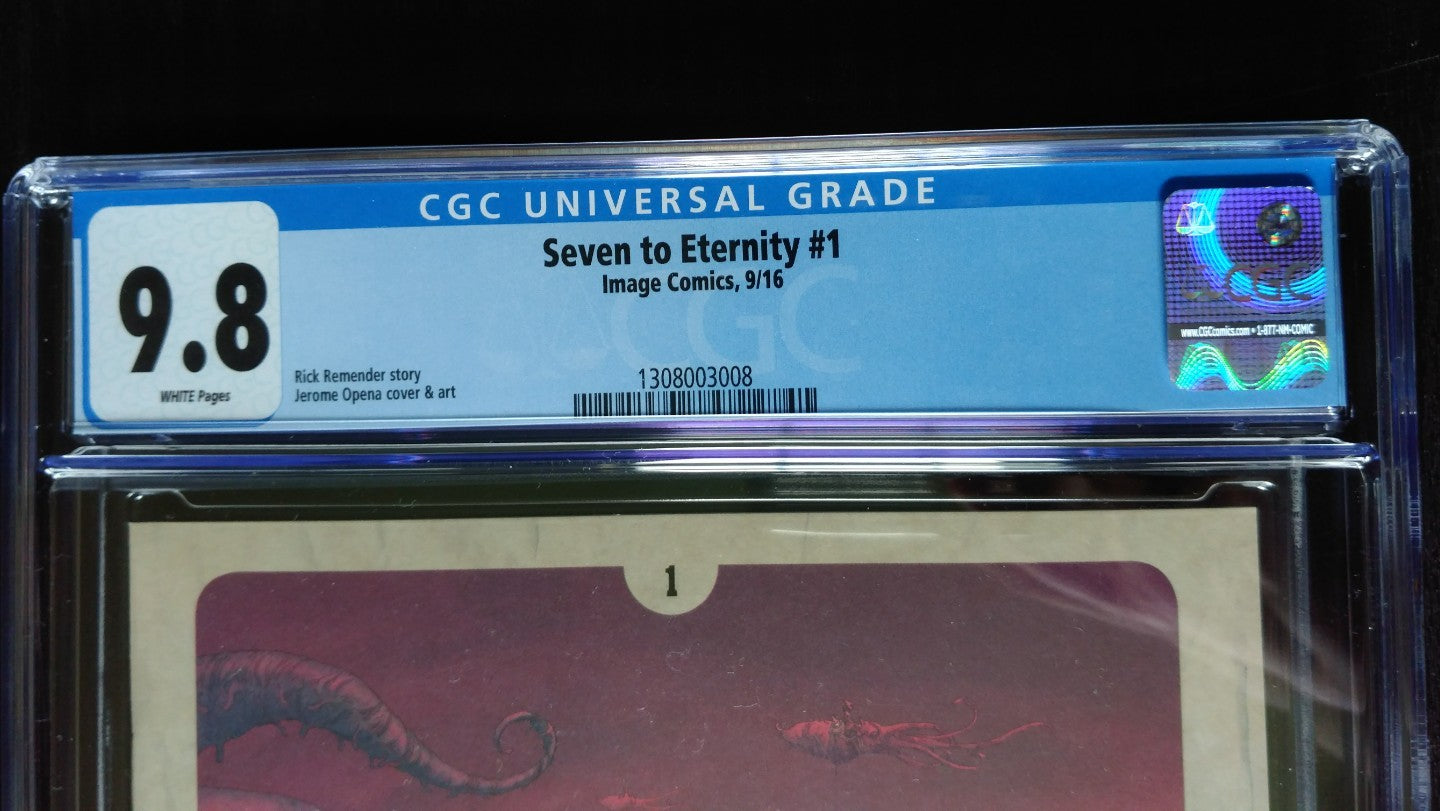 CGC UNIVERSAL GRADE
9.8
WHITE Pages
Seven to Eternity #1
Image Comics, 9/16
Rick Remender story
Jerome Opena cover & art
1308003008
CGC
CGC
www.CGCcomics.com • 1-877-NM-COMIC
1